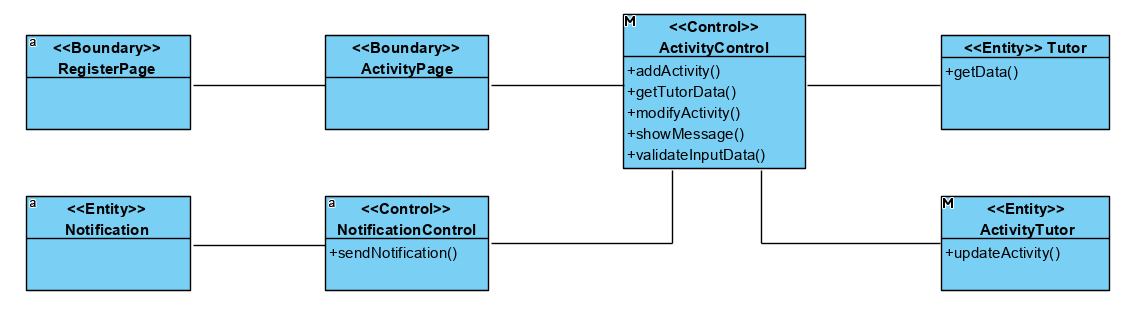 a
<<Boundary>>
RegisterPage
<<Boundary>>
ActivityPage
M
<<Control>>
ActivityControl
+addActivity()
+getTutorData()
+modifyActivity()
+showMessage()
+validateInputData()
<<Entity>> Tutor
+getData()
a
<<Entity>>
Notification
a
<<Control>>
NotificationControl
+sendNotification()
M
<<Entity>>
ActivityTutor
+updateActivity()